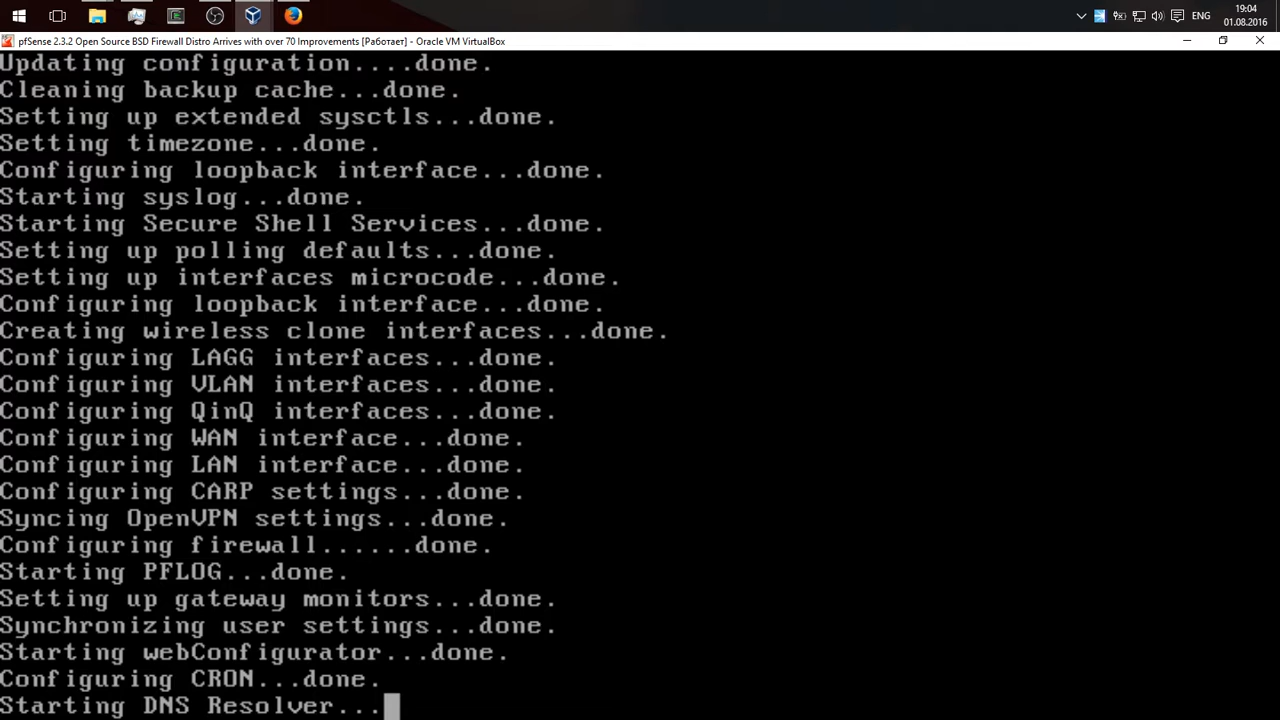 19:04
ENG
01.08.2016
pfSense 2.3.2 Open Source BSD Firewall Distro Arrives with over 70 Improvements [Работает] - Oracle VM VirtualBox
Updating configuration....done.
Cleaning backup cache...done.
Setting up extended sysctls...done.
Setting timezone...done.
Configuring loopback interface...done.
Starting syslog...done.
Starting Secure Shell Services...done.
Setting up polling defaults...done.
Setting up interfaces microcode...done.
Configuring loopback interface...done.
Creating wireless clone interfaces...done.
Configuring LAGG interfaces...done.
Configuring VLAN interfaces...done.
Configuring QinQ interfaces...done.
Configuring WAN interface...done.
Configuring LAN interface...done.
Configuring CARP settings...done.
Syncing OpenVPN settings...done.
Configuring firewall......done.
Starting PFLOG...done.
Setting up gateway monitors...done.
Synchronizing user settings...done.
Starting webConfigurator...done.
Configuring CRON...done.
Starting DNS Resolver...